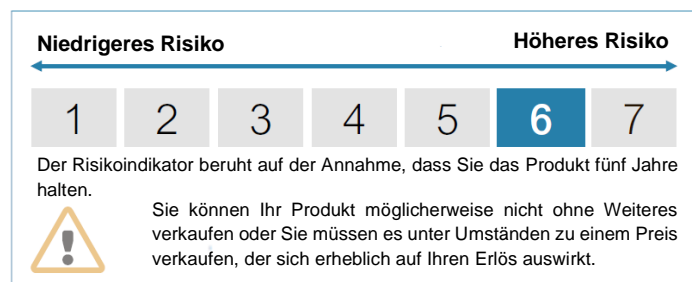 Niedrigeres Risiko Höheres Risiko
1 2 3 4 5 6 7
Der Risikoindikator beruht auf der Annahme, dass Sie das Produkt fünf Jahre
halten.
Sie können Ihr Produkt möglicherweise nicht ohne Weiteres
verkaufen oder Sie müssen es unter Umständen zu einem Preis
verkaufen, der sich erheblich auf Ihren Erlös auswirkt.